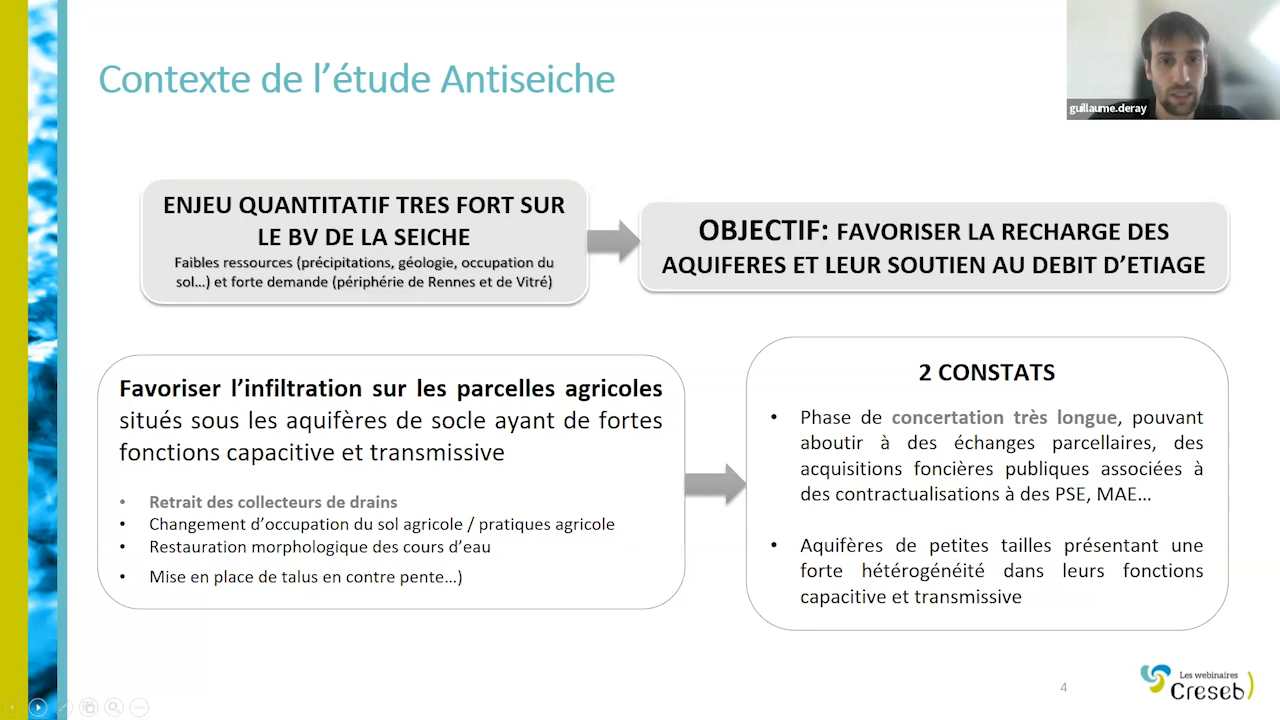 Contexte de l’étude Antiseiche
guillaume.deray
ENJEU QUANTITATIF TRES FORT SUR
LE BV DE LA SEICHE
Faibles ressources (précipitations, géologie, occupation du
sol…) et forte demande (périphérie de Rennes et de Vitré)
OBJECTIF: FAVORISER LA RECHARGE DES
AQUIFERES ET LEUR SOUTIEN AU DEBIT D’ETIAGE
Favoriser l’infiltration sur les parcelles agricoles
situés sous les aquifères de socle ayant de fortes
fonctions capacitive et transmissive
• Retrait des collecteurs de drains
• Changement d’occupation du sol agricole / pratiques agricole
• Restauration morphologique des cours d’eau
• Mise en place de talus en contre pente…)
2 CONSTATS
• Phase de concertation très longue, pouvant
aboutir à des échanges parcellaires, des
acquisitions foncières publiques associées à
des contractualisations à des PSE, MAE…
• Aquifères de petites tailles présentant une
forte hétérogénéité dans leurs fonctions
capacitive et transmissive
4
Les webinaires
Creseb